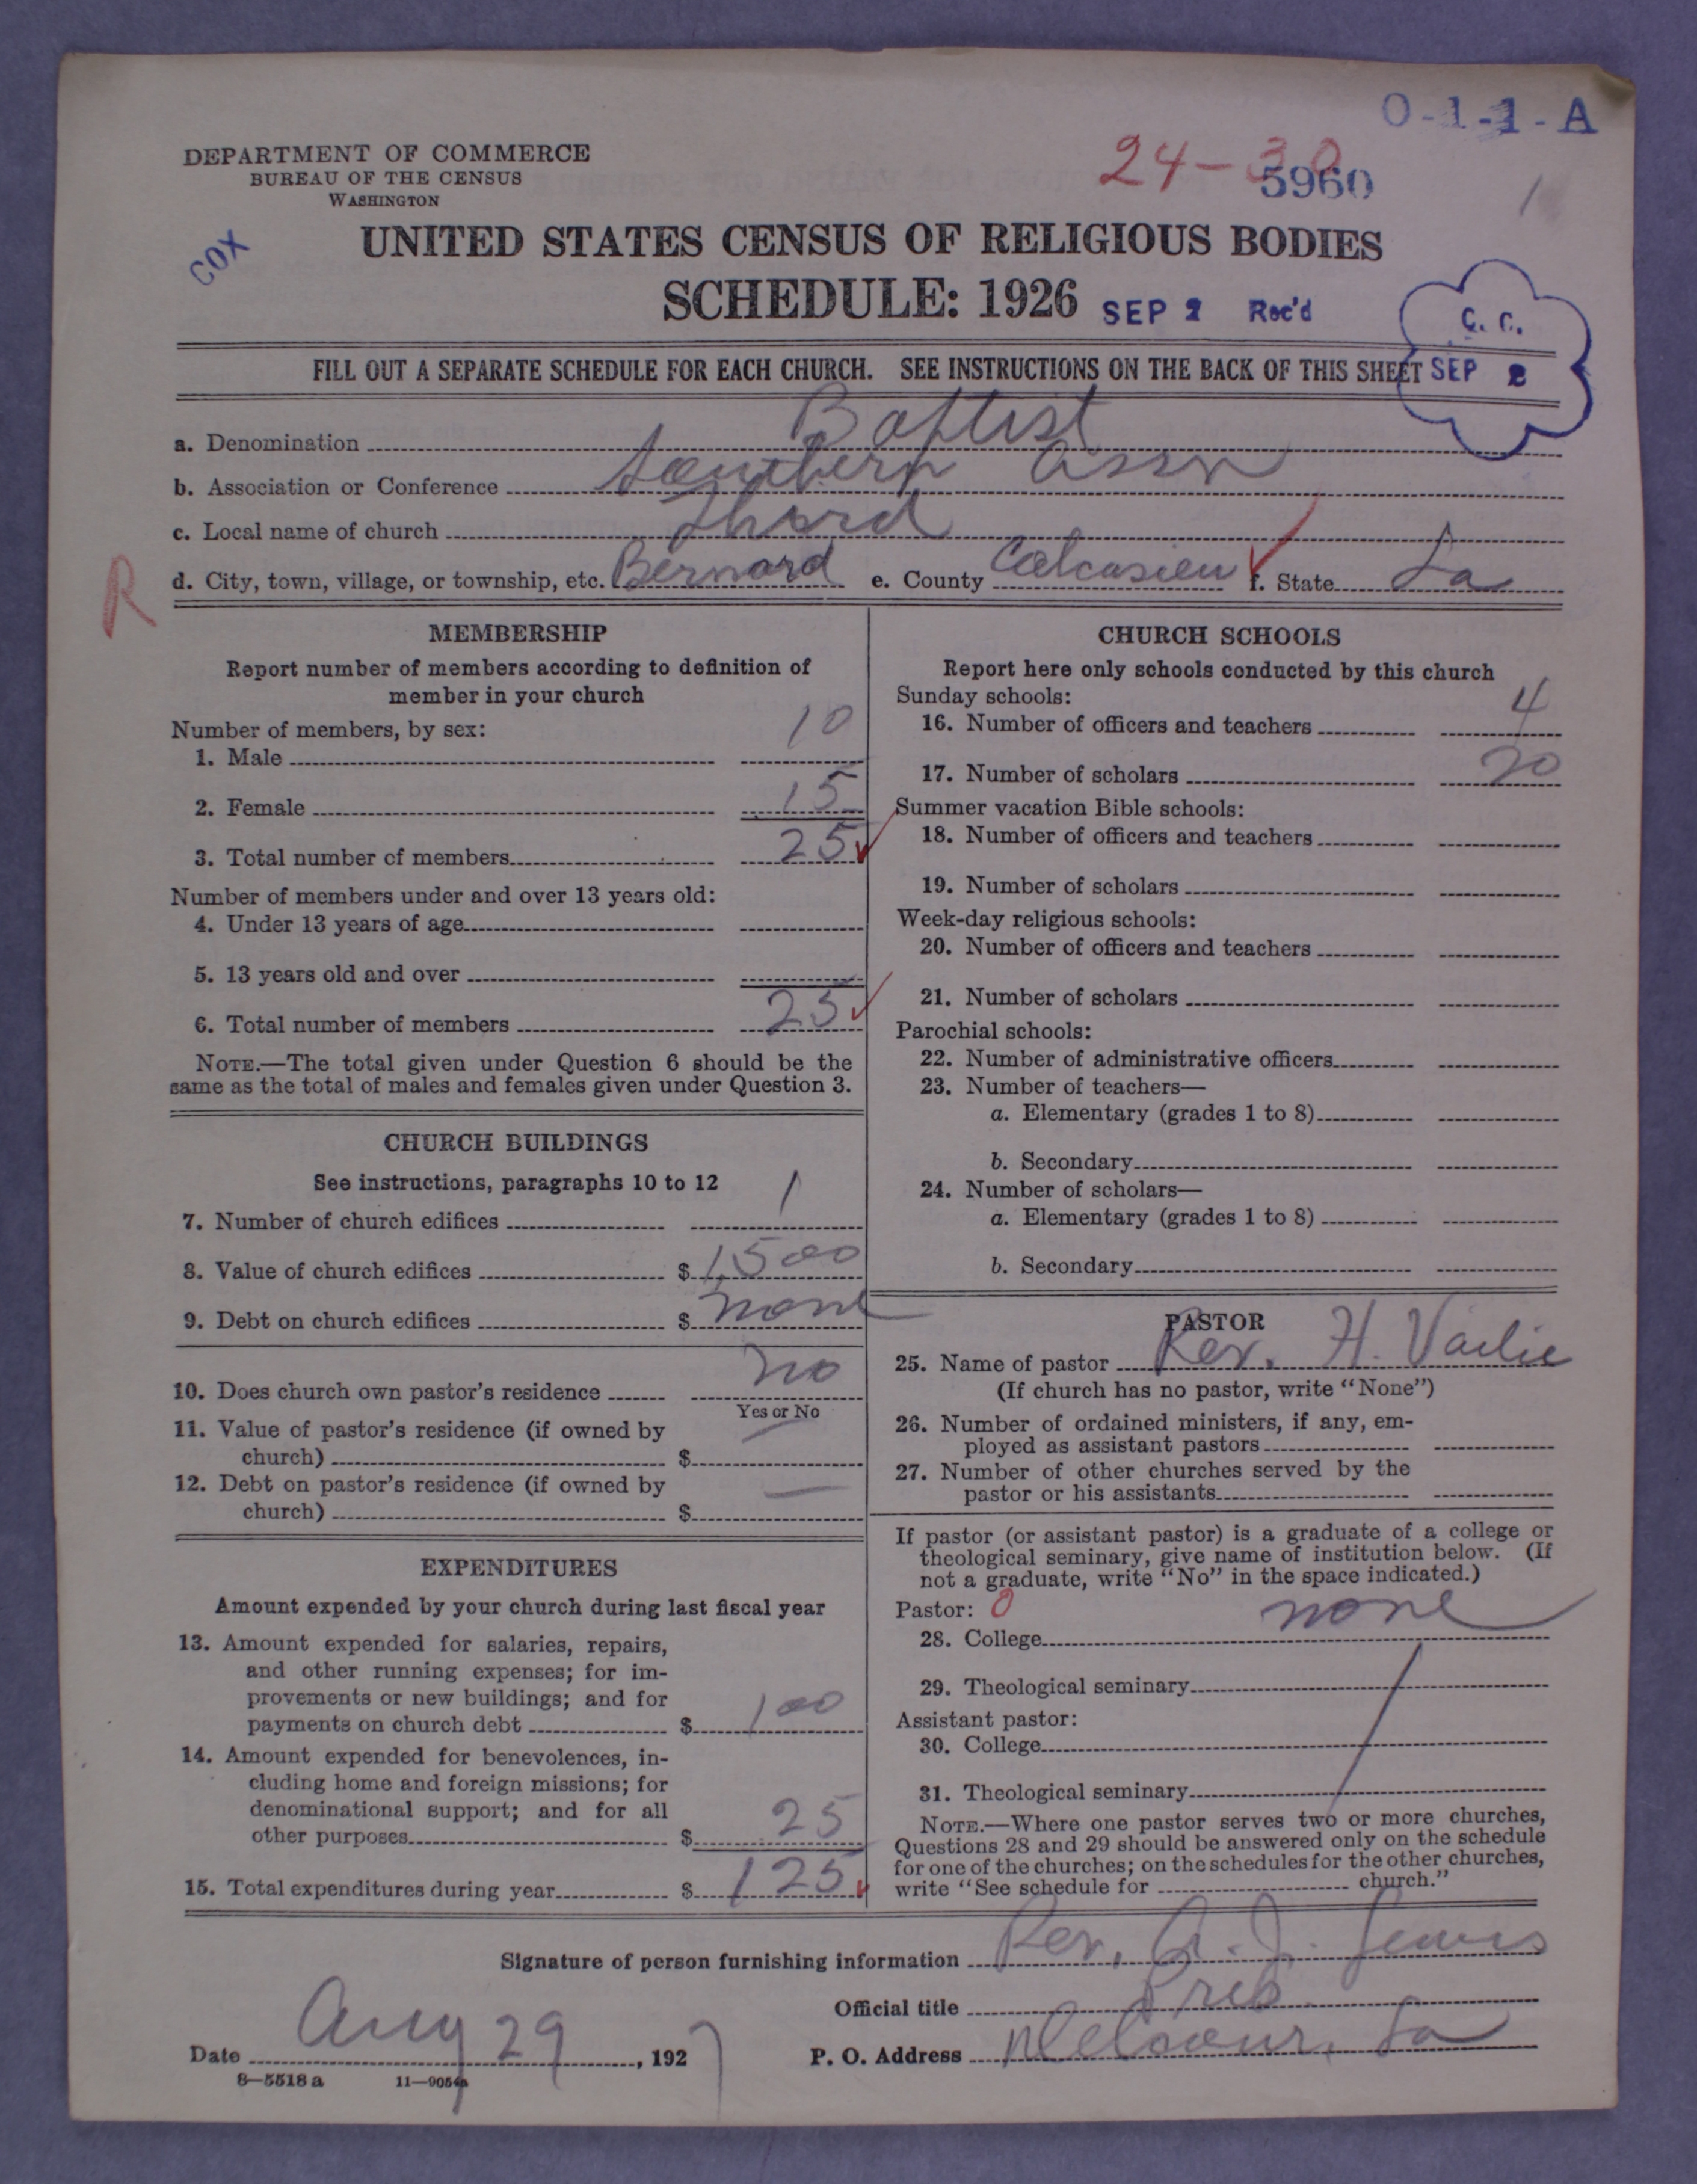 O-1-1-A
DEPARTMENT OF COMMERCE
BUREAU OF THE CENSUS
WASHINGTON
24-30
5960
COX
UNITED STATES CENSUS OF RELIGIOUS BODIES
SCHEDULE: 1926
SEP 2 Rec'd
C. C.
SEP 2
FILL OUT A SEPARATE SCHEDULE FOR EACH CHURCH. SEE INSTRUCTIONS ON THE BACK OF THIS SHEET
a. Denomination Baptist
b. Association or Conference Southern Assn
c. Local name of church Third
d. City, town, village, or township, etc. Bernard e. County Calcasieu f. State La
R
MEMBERSHIP
Report number of members according to definition of
member in your church
Number of members, by sex:
1. Male 10
2. Female 15
3. Total number of members 25
Number of members under and over 13 years old:
4. Under 13 years of age
5. 13 years old and over
6. Total number of members 25
NOTE.—The total given under Question 6 should be the
same as the total of males and females given under Question 3.
CHURCH BUILDINGS
See instructions, paragraphs 10 to 12
7. Number of church edifices 1
8. Value of church edifices $ 1,500
9. Debt on church edifices $ none
10. Does church own pastor's residence no
Yes or No
11. Value of pastor's residence (if owned by
church) $
12. Debt on pastor's residence (if owned by
church) $
EXPENDITURES
Amount expended by your church during last fiscal year
13. Amount expended for salaries, repairs,
and other running expenses; for im-
provements or new buildings; and for
payments on church debt $ 100
14. Amount expended for benevolences, in-
cluding home and foreign missions; for
denominational support; and for all
other purposes $ 25
15. Total expenditures during year $ 125
CHURCH SCHOOLS
Report here only schools conducted by this church
Sunday schools:
16. Number of officers and teachers 4
17. Number of scholars 20
Summer vacation Bible schools:
18. Number of officers and teachers
19. Number of scholars
Week-day religious schools:
20. Number of officers and teachers
21. Number of scholars
Parochial schools:
22. Number of administrative officers
23. Number of teachers—
a. Elementary (grades 1 to 8)
b. Secondary
24. Number of scholars—
a. Elementary (grades 1 to 8)
b. Secondary
PASTOR
25. Name of pastor Rev. H. Vailie
(If church has no pastor, write "None")
26. Number of ordained ministers, if any, em-
ployed as assistant pastors
27. Number of other churches served by the
pastor or his assistants
If pastor (or assistant pastor) is a graduate of a college or
theological seminary, give name of institution below. (If
not a graduate, write "No" in the space indicated.)
Pastor: 0
28. College none
29. Theological seminary
Assistant pastor:
30. College
31. Theological seminary
NOTE.—Where one pastor serves two or more churches,
Questions 28 and 29 should be answered only on the schedule
for one of the churches; on the schedules for the other churches,
write "See schedule for church."
Signature of person furnishing information Rev. J. Lewis
Official title Pres.
Date Aug 29, 1927 P. O. Address La
8—5518 a 11—9054a